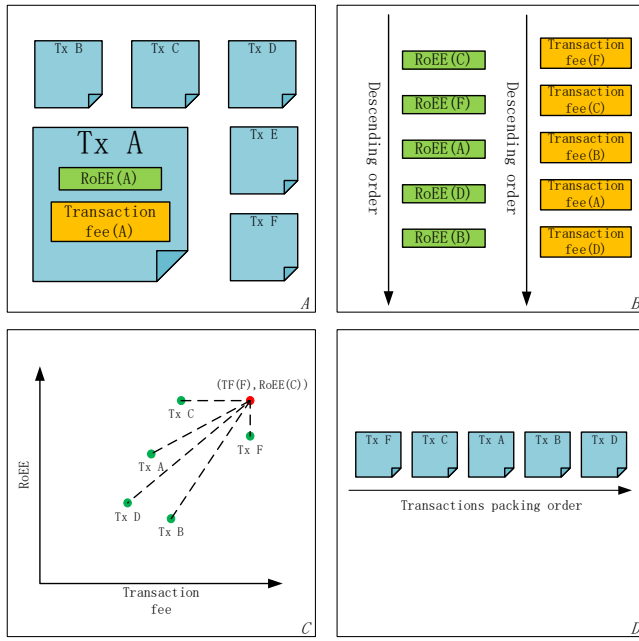 Tx B
Tx C
Tx D
Tx A
RoEE(A)
Transaction
fee(A)
Tx E
Tx F
A
Descending order
RoEE(C)
RoEE(F)
RoEE(A)
RoEE(D)
RoEE(B)
Descending order
Transaction
fee(F)
Transaction
fee(C)
Transaction
fee(B)
Transaction
fee(A)
Transaction
fee(D)
B
RoEE
(TF(F),RoEE(C))
Tx C
Tx F
Tx A
Tx D
Tx B
Transaction
fee
C
Tx F
Tx C
Tx A
Tx B
Tx D
Transactions packing order
D